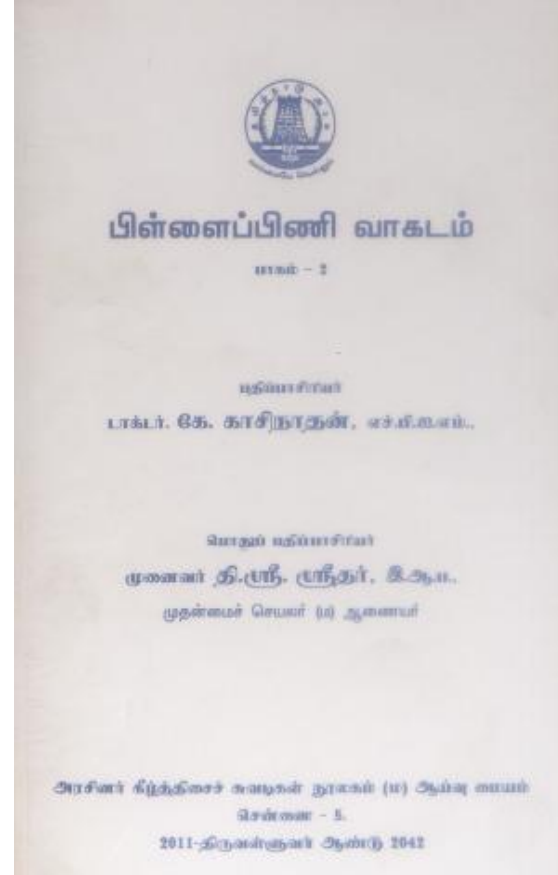 பிள்ளைப்பிணி வாகடம்
பாகம் - 2
பதிப்பாசிரியர்
டாக்டர். கே. காசிநாதன், எச்.பி.ஐ.எம்.,
பொதுப் பதிப்பாசிரியர்
முனைவர் தி.ஸ்ரீ. ஸ்ரீதர், இ.ஆ.ப.,
முதன்மைச் செயலர் (ம) ஆணையர்
அரசினர் கீழ்த்திசைச் சுவடிகள் நூலகம் (ம) ஆய்வு மையம்
சென்னை - 5.
2011-திருவள்ளுவர் ஆண்டு 2042